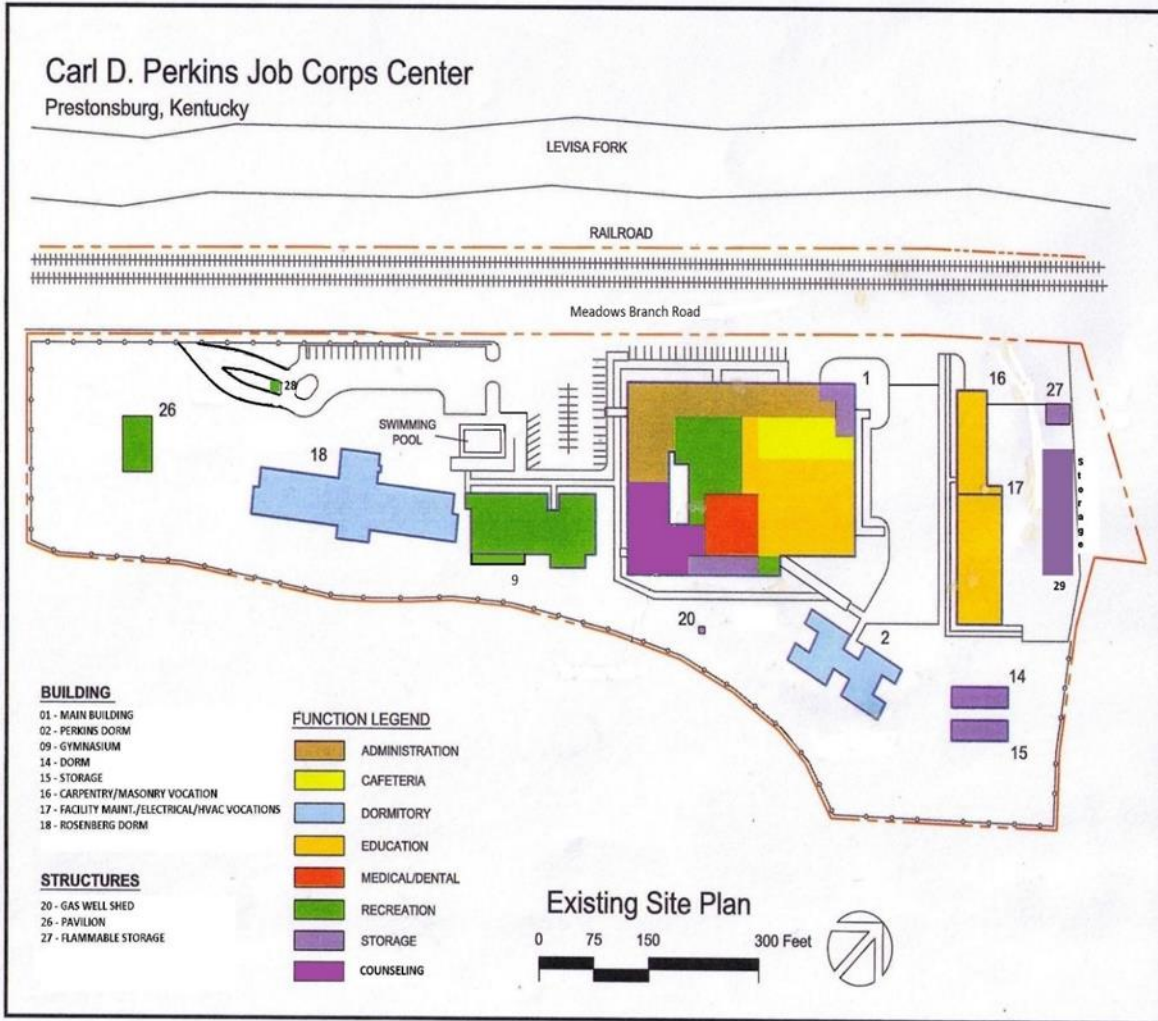 Carl D. Perkins Job Corps Center
Prestonsburg, Kentucky
LEVISA FORK
RAILROAD
Meadows Branch Road
28
26
SWIMMING
POOL
18
9
1
16
27
17
Storage
29
20
2
14
15
BUILDING
01 - MAIN BUILDING
02 - PERKINS DORM
09 - GYMNASIUM
14 - DORM
15 - STORAGE
16 - CARPENTRY/MASONRY VOCATION
17 - FACILITY MAINT./ELECTRICAL/HVAC VOCATIONS
18 - ROSENBERG DORM
STRUCTURES
20 - GAS WELL SHED
26 - PAVILION
27 - FLAMMABLE STORAGE
FUNCTION LEGEND
ADMINISTRATION
CAFETERIA
DORMITORY
EDUCATION
MEDICAL/DENTAL
RECREATION
STORAGE
COUNSELING
Existing Site Plan
0 75 150 300 Feet